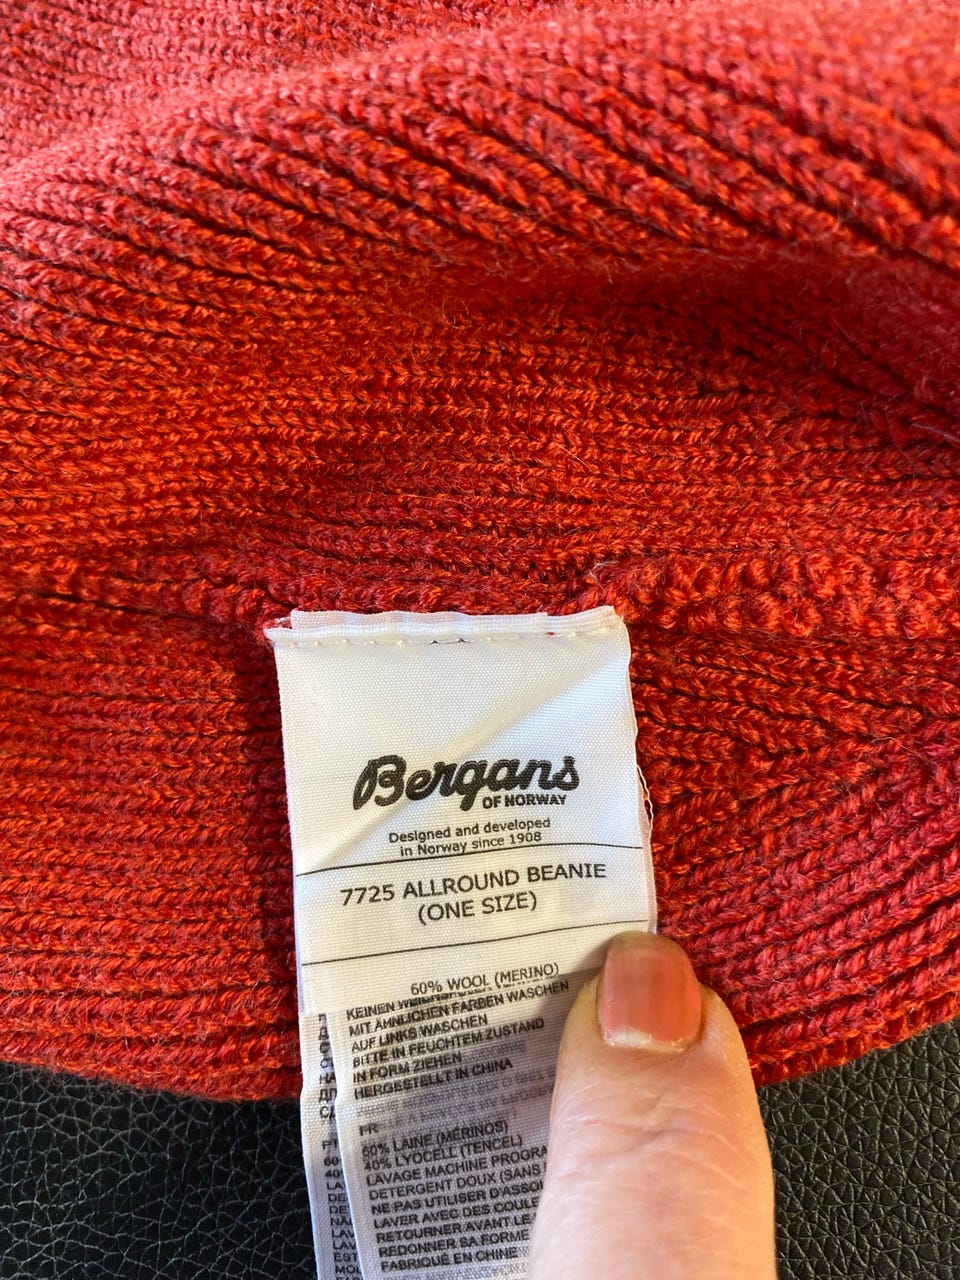 Bergans
OF NORWAY
Designed and developed
in Norway since 1908
7725 ALLROUND BEANIE
(ONE SIZE)
60% WOOL (MERINO)
KEINEN
MIT ÄHNLICHEN FARBEN WASCHEN
AUF LINKS WASCHEN
BITTE IN FEUCHTEM ZUSTAND
IN FORM ZIEHEN
HERGESTELLT IN CHINA
FR
60% LAINE (MÉRINOS)
40% LYOCELL (TENCEL)
LAVAGE MACHINE PROGRA
DETERGENT DOUX (SANS
NE PAS UTILISER D'ASSOU
LAVER AVEC DES COULE
RETOURNER AVANT LE
REDONNER SA FORME
FABRIQUÉ EN CHINE